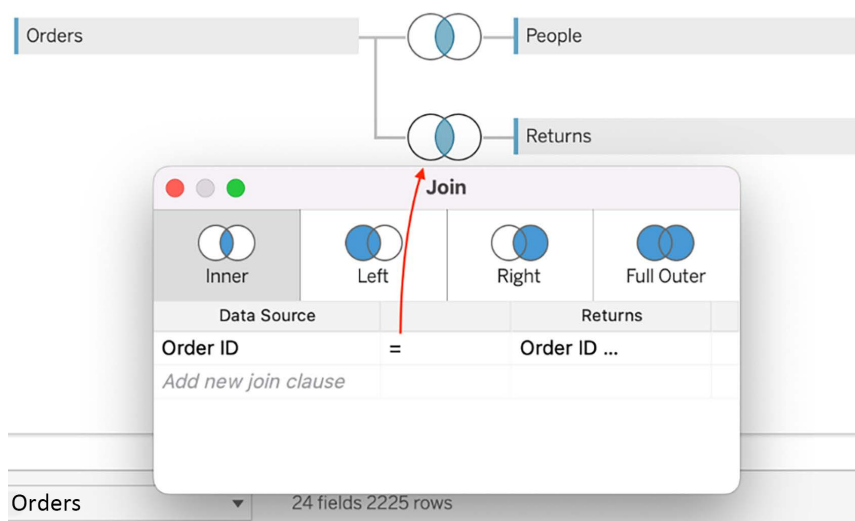 Orders
People
Returns
Join
Inner Left Right Full Outer
Data Source Returns
Order ID = Order ID ...
Add new join clause
Orders 24 fields 2225 rows